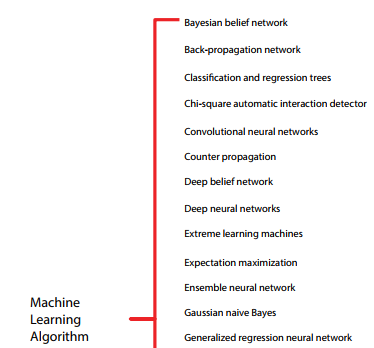 Bayesian belief network
Back-propagation network
Classification and regression trees
Chi-square automatic interaction detector
Convolutional neural networks
Counter propagation
Deep belief network
Deep neural networks
Extreme learning machines
Expectation maximization
Ensemble neural network
Gaussian naive Bayes
Generalized regression neural network
Machine
Learning
Algorithm